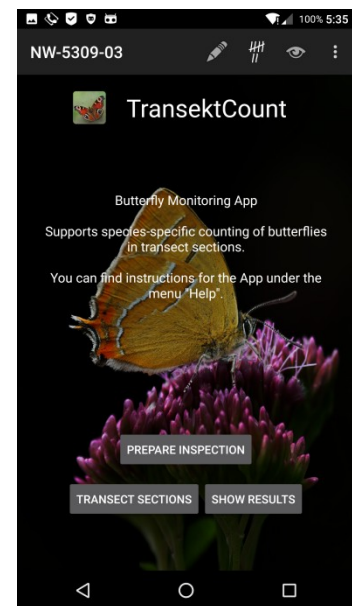 100% 5:35
NW-5309-03
TransektCount
Butterfly Monitoring App
Supports species-specific counting of butterflies
in transect sections.
You can find instructions for the App under the
menu "Help".
PREPARE INSPECTION
TRANSECT SECTIONS SHOW RESULTS